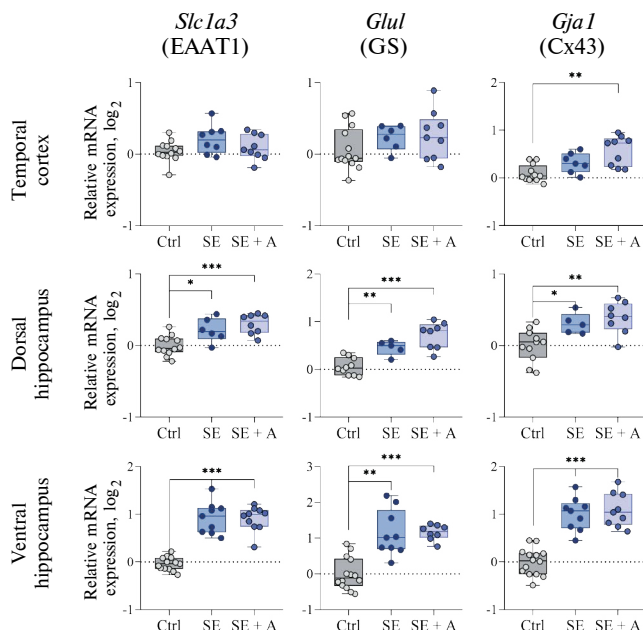 Slc1a3 Glul Gja1
(EAAT1) (GS) (Cx43)
Temporal
cortex
Relative mRNA
expression, log2
1
0
-1
Ctrl SE SE + A
1
0
-1
Ctrl SE SE + A
**
2
1
0
-1
Ctrl SE SE + A
Dorsal
hippocampus
Relative mRNA
expression, log2
***
*
1
0
-1
Ctrl SE SE + A
***
**
2
1
0
-1
Ctrl SE SE + A
**
*
1
0
-1
Ctrl SE SE + A
Ventral
hippocampus
Relative mRNA
expression, log2
***
2
1
0
-1
Ctrl SE SE + A
***
**
3
2
1
0
-1
Ctrl SE SE + A
***
2
1
0
-1
Ctrl SE SE + A